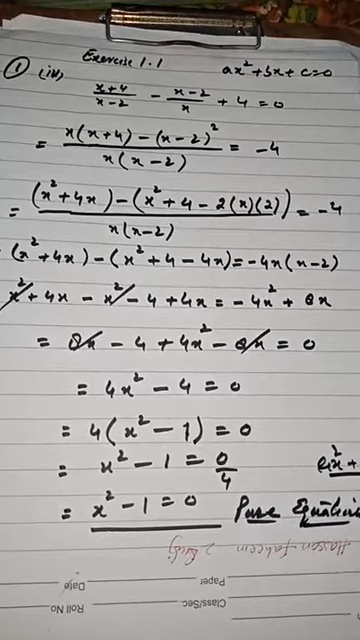 Exercise 1.1
① (iv) ax² + bx + c = 0
x+4/x-2 - x-2/x + 4 = 0
= x(x+4) - (x-2)² / x(x-2) = -4
= (x² + 4x) - (x² + 4 - 2(x)(2)) / x(x-2) = -4
(x² + 4x) - (x² + 4 - 4x) = -4x(x-2)
x² + 4x - x² - 4 + 4x = -4x² + 8x
= 8x - 4 + 4x² - 8x = 0
= 4x² - 4 = 0
= 4(x² - 1) = 0
= x² - 1 = 0/4
= x² - 1 = 0 Pure Equation
Hassan Faheem
Date
Paper
Roll No
Class/Sec: